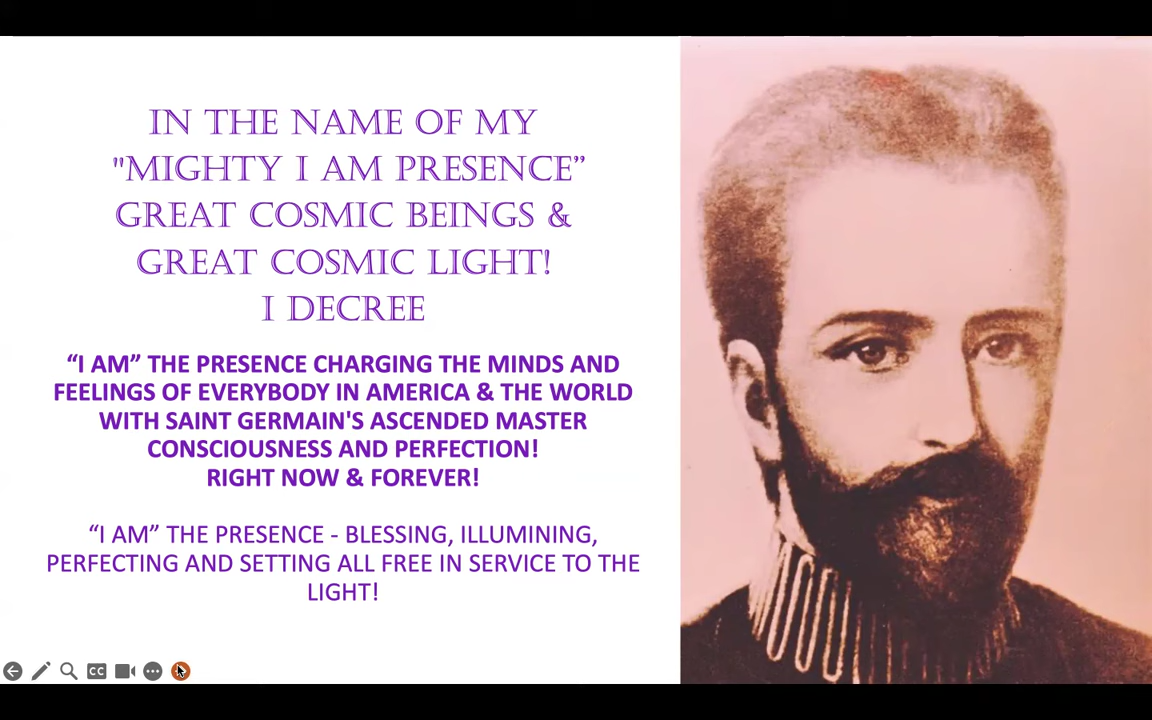 IN THE NAME OF MY
"MIGHTY I AM PRESENCE”
GREAT COSMIC BEINGS &
GREAT COSMIC LIGHT!
I DECREE
“I AM” THE PRESENCE CHARGING THE MINDS AND
FEELINGS OF EVERYBODY IN AMERICA & THE WORLD
WITH SAINT GERMAIN'S ASCENDED MASTER
CONSCIOUSNESS AND PERFECTION!
RIGHT NOW & FOREVER!
“I AM” THE PRESENCE - BLESSING, ILLUMINING,
PERFECTING AND SETTING ALL FREE IN SERVICE TO THE
LIGHT!
CC